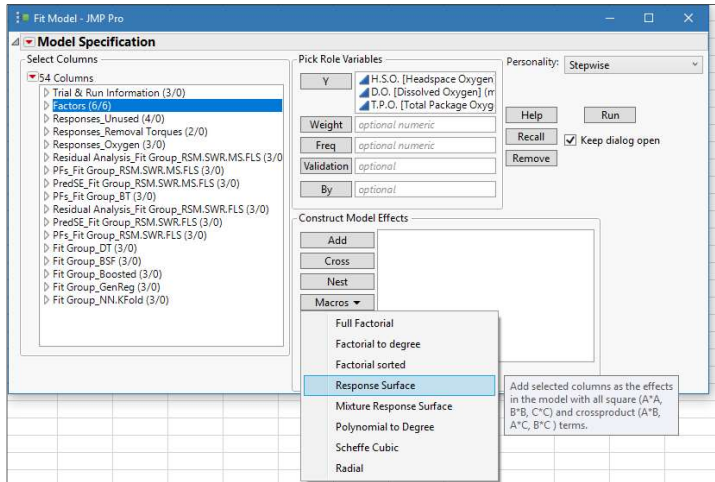 Fit Model - JMP Pro
Model Specification
Select Columns
54 Columns
Trial & Run Information (3/0)
Factors (6/6)
Responses_Unused (4/0)
Responses_Removal Torques (2/0)
Responses_Oxygen (3/0)
Residual Analysis_Fit Group_RSM.SWR.MS.FLS (3/0
PFs_Fit Group_RSM.SWR.MS.FLS (3/0)
PredSE_Fit Group_RSM.SWR.MS.FLS (3/0)
PFs_Fit Group_BT (3/0)
Residual Analysis_Fit Group_RSM.SWR.FLS (3/0)
PredSE_Fit Group_RSM.SWR.FLS (3/0)
PFs_Fit Group_RSM.SWR.FLS (3/0)
Fit Group_DT (3/0)
Fit Group_BSF (3/0)
Fit Group_Boosted (3/0)
Fit Group_GenReg (3/0)
Fit Group_NN.KFold (3/0)
Pick Role Variables
Y
H.S.O. [Headspace Oxygen
D.O. [Dissolved Oxygen] (m
T.P.O. [Total Package Oxyg
Weight optional numeric
Freq optional numeric
Validation optional
By optional
Personality: Stepwise
Help Run
Recall Keep dialog open
Remove
Construct Model Effects
Add
Cross
Nest
Macros
Full Factorial
Factorial to degree
Factorial sorted
Response Surface
Mixture Response Surface
Polynomial to Degree
Scheffe Cubic
Radial
Add selected columns as the effects
in the model with all square (A*A,
B*B, C*C) and crossproduct (A*B,
A*C, B*C ) terms.